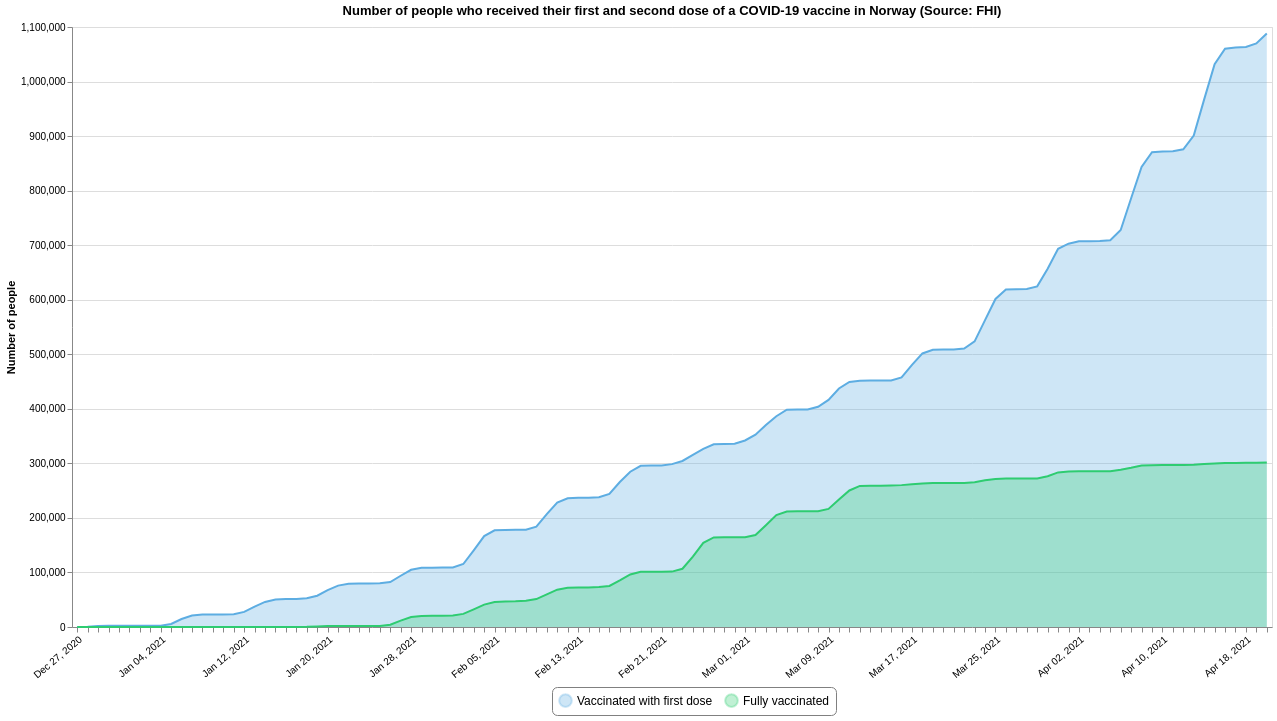 Number of people who received their first and second dose of a COVID-19 vaccine in Norway (Source: FHI)
Number of people
1,100,000
1,000,000
900,000
800,000
700,000
600,000
500,000
400,000
300,000
200,000
100,000
0
Dec 27, 2020
Jan 04, 2021
Jan 12, 2021
Jan 20, 2021
Jan 28, 2021
Feb 05, 2021
Feb 13, 2021
Feb 21, 2021
Mar 01, 2021
Mar 09, 2021
Mar 17, 2021
Mar 25, 2021
Apr 02, 2021
Apr 10, 2021
Apr 18, 2021
Vaccinated with first dose
Fully vaccinated